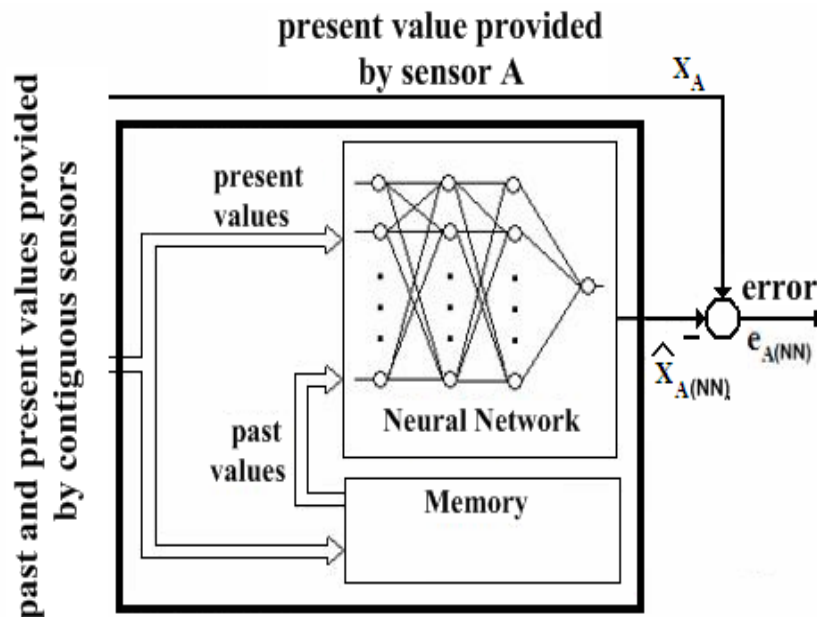 present value provided
by sensor A
X_A
past and present values provided
by contiguous sensors
present
values
error
e_A(NN)
-
X̂_A(NN)
Neural Network
past
values
Memory